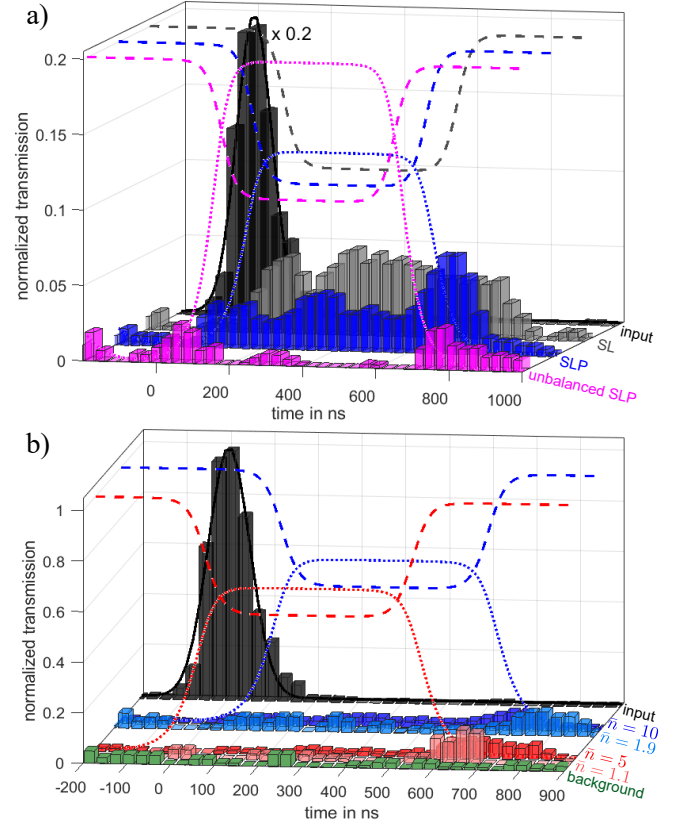 a)
x 0.2
normalized transmission
0.2
0.15
0.1
0.05
0
0
200
400
600
800
1000
time in ns
input
SL
SLP
unbalanced SLP
b)
normalized transmission
1
0.8
0.6
0.4
0.2
0
-200
-100
0
100
200
300
400
500
600
700
800
900
time in ns
input
n̄ = 10
n̄ = 1.9
n̄ = 5
n̄ = 1.1
background